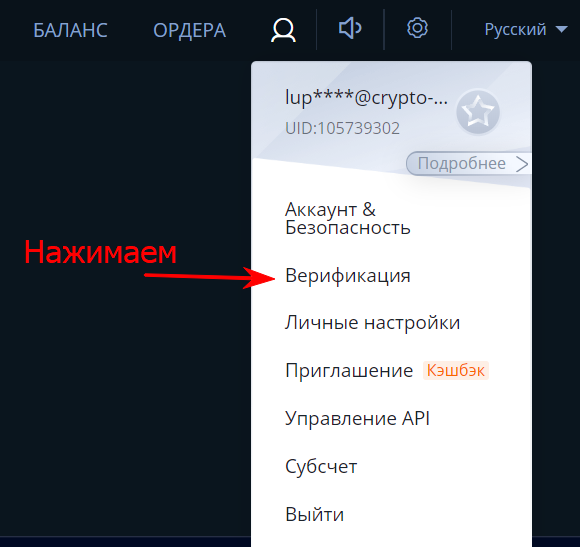 БАЛАНС ОРДЕРА Русский
lup****@crypto-...
UID:105739302
Подробнее
Аккаунт &
Безопасность
Нажимаем
Верификация
Личные настройки
Приглашение Кэшбэк
Управление API
Субсчет
Выйти